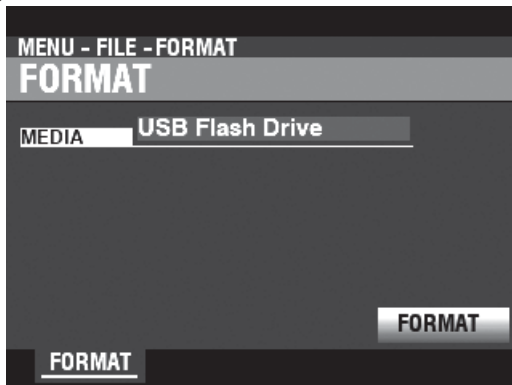 MENU - FILE -FORMAT
FORMAT
MEDIA USB Flash Drive
FORMAT
FORMAT